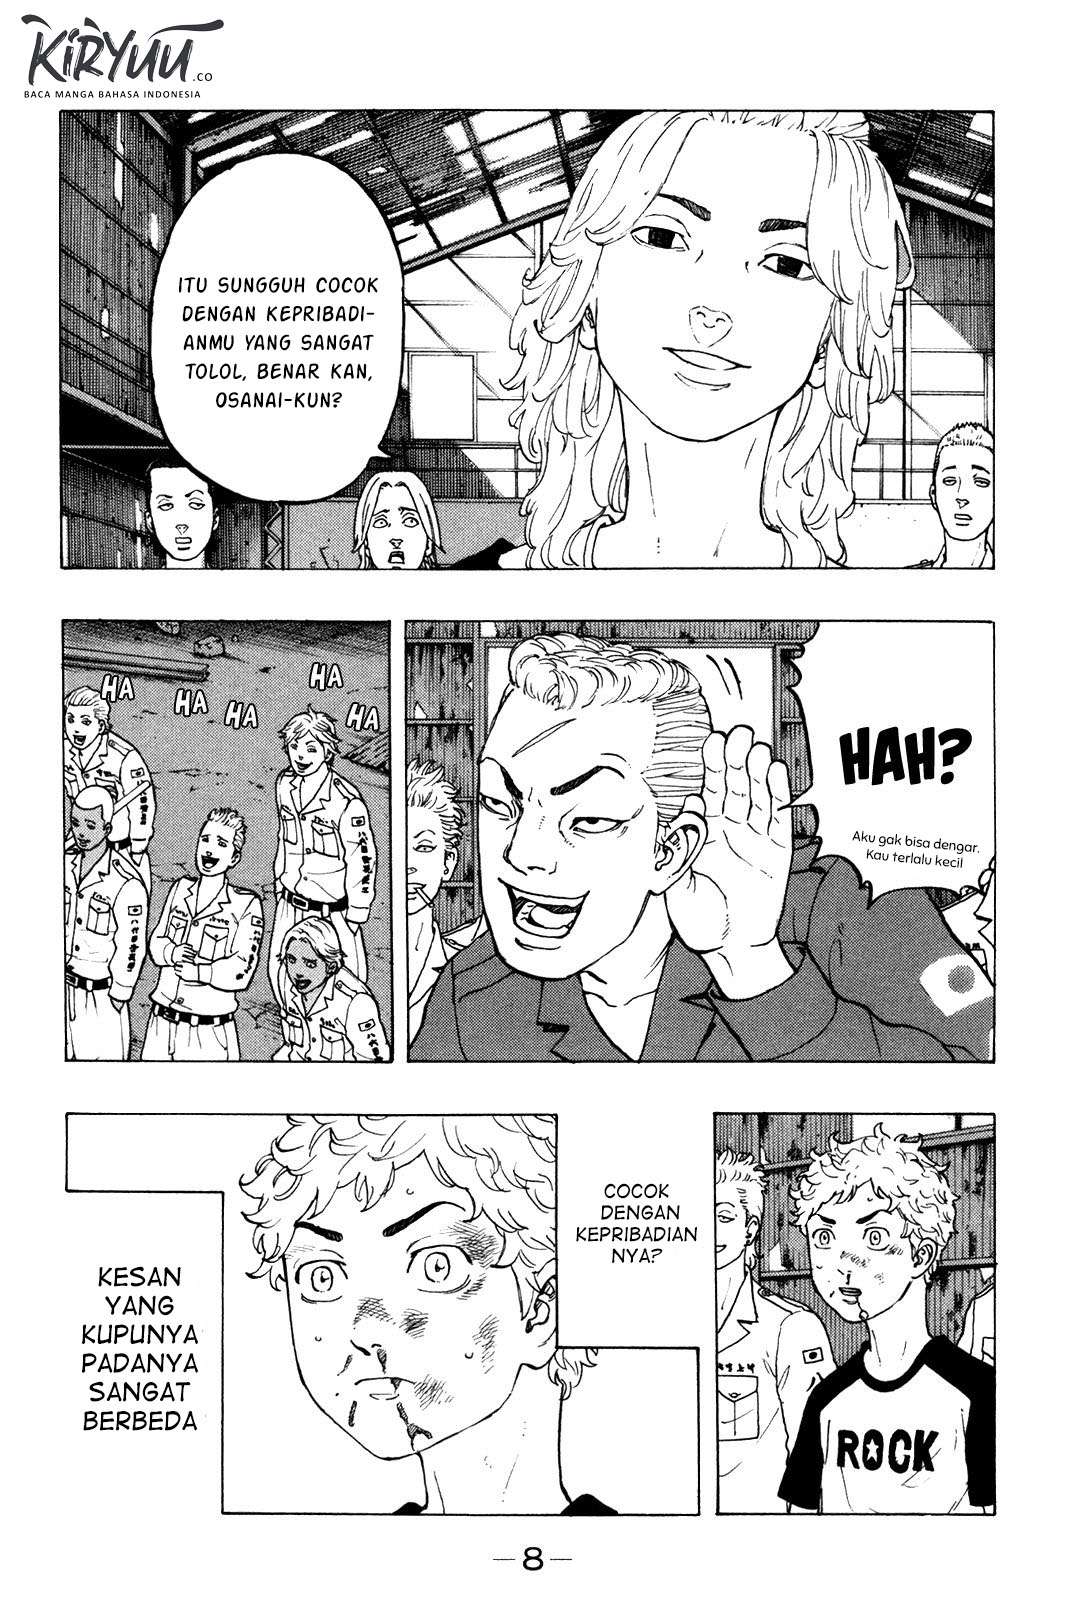 KIRYUU.CO
BACA MANGA BAHASA INDONESIA
ITU SUNGGUH COCOK
DENGAN KEPRIBADI-
ANMU YANG SANGAT
TOLOL, BENAR KAN,
OSANAI-KUN?
HAH?
Aku gak bisa dengar.
Kau terlalu kecil
HA
HA
HA
HA
HA
COCOK
DENGAN
KEPRIBADIAN
NYA?
ROCK
KESAN
YANG
KUPUNYA
PADANYA
SANGAT
BERBEDA
—8—